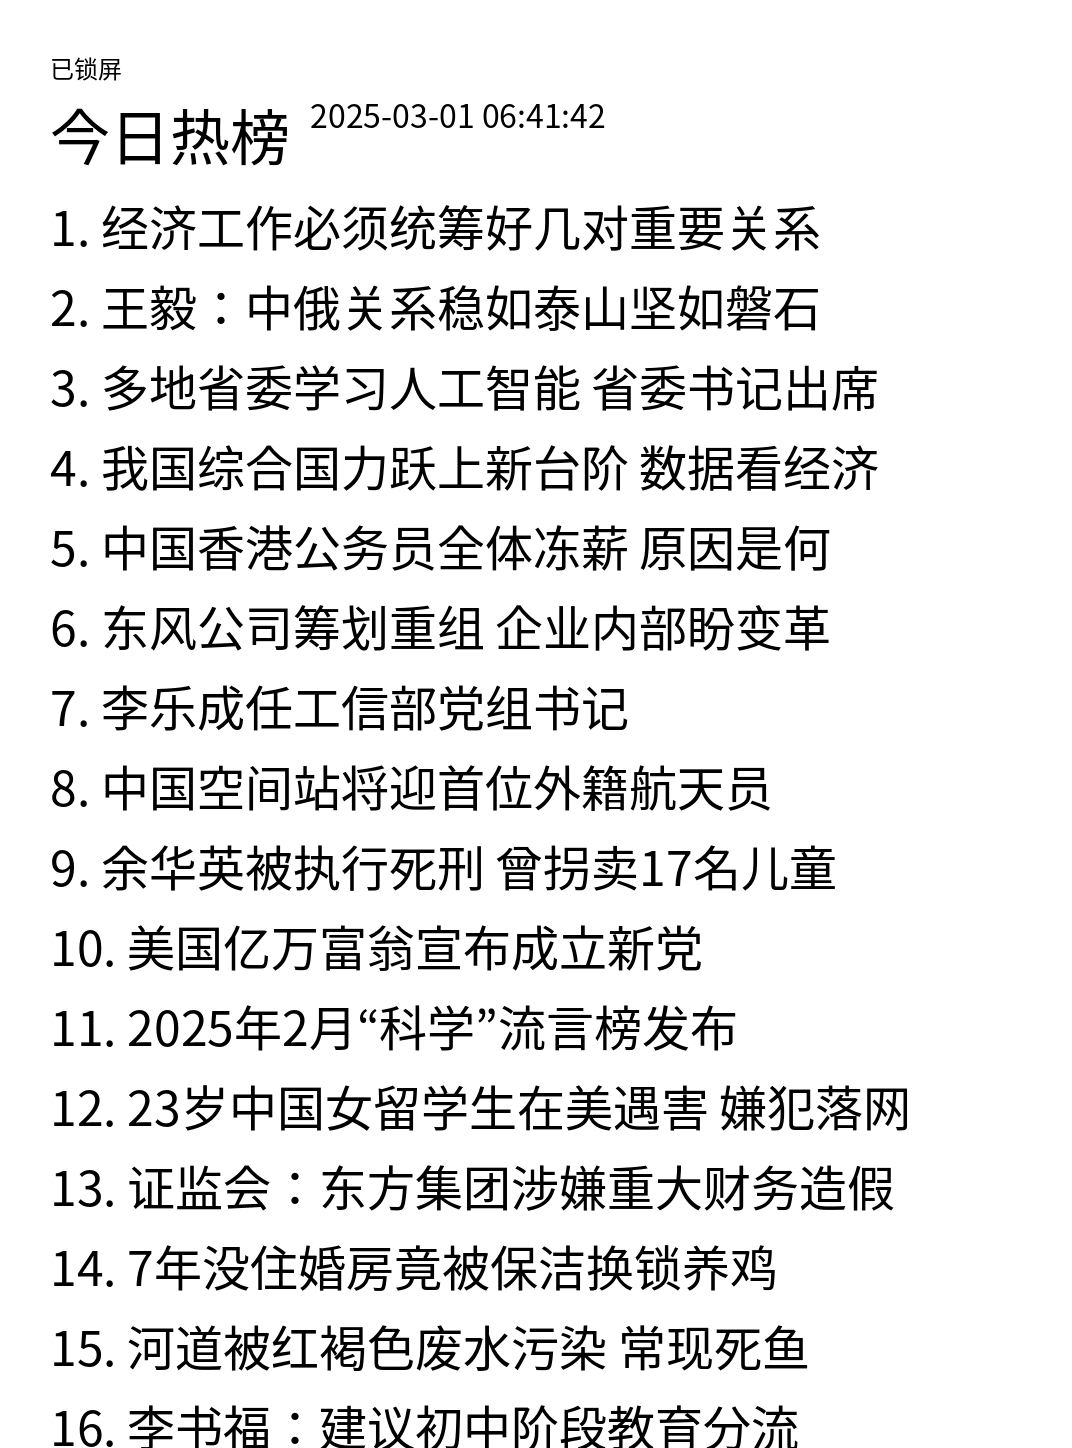 已锁屏
今日热榜 2025-03-01 06:41:42
1. 经济工作必须统筹好几对重要关系
2. 王毅：中俄关系稳如泰山坚如磐石
3. 多地省委学习人工智能 省委书记出席
4. 我国综合国力跃上新台阶 数据看经济
5. 中国香港公务员全体冻薪 原因是何
6. 东风公司筹划重组 企业内部盼变革
7. 李乐成任工信部党组书记
8. 中国空间站将迎首位外籍航天员
9. 余华英被执行死刑 曾拐卖17名儿童
10. 美国亿万富翁宣布成立新党
11. 2025年2月“科学”流言榜发布
12. 23岁中国女留学生在美遇害 嫌犯落网
13. 证监会：东方集团涉嫌重大财务造假
14. 7年没住婚房竟被保洁换锁养鸡
15. 河道被红褐色废水污染 常现死鱼
16. 李书福：建议初中阶段教育分流